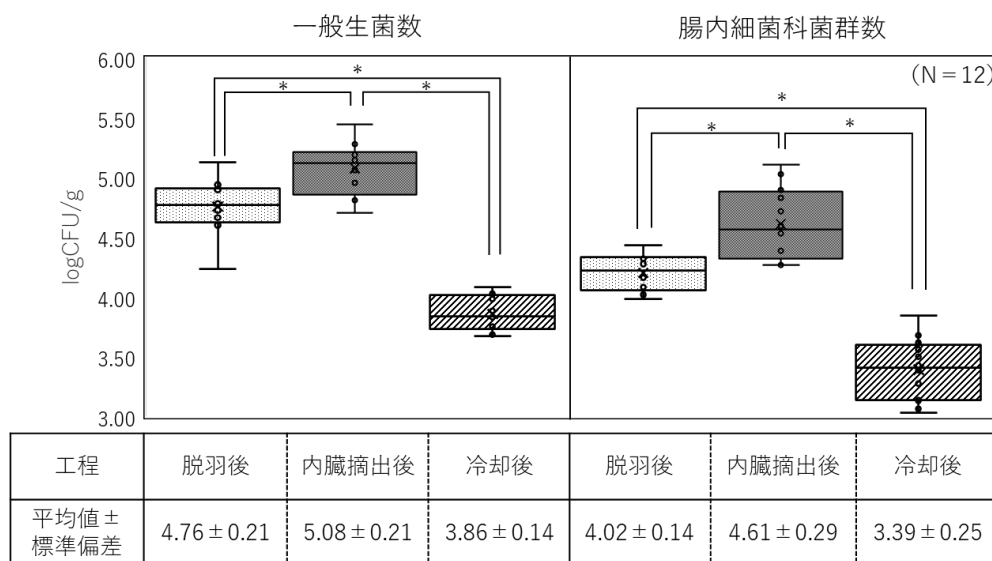 一般生菌数
腸内細菌科菌群数
(N=12)
6.00
5.50
5.00
4.50
4.00
3.50
3.00
logCFU/g
*
*
*
*
*
*
工程 脱羽後 内臓摘出後 冷却後 脱羽後 内臓摘出後 冷却後
平均値±
標準偏差
4.76±0.21 5.08±0.21 3.86±0.14 4.02±0.14 4.61±0.29 3.39±0.25